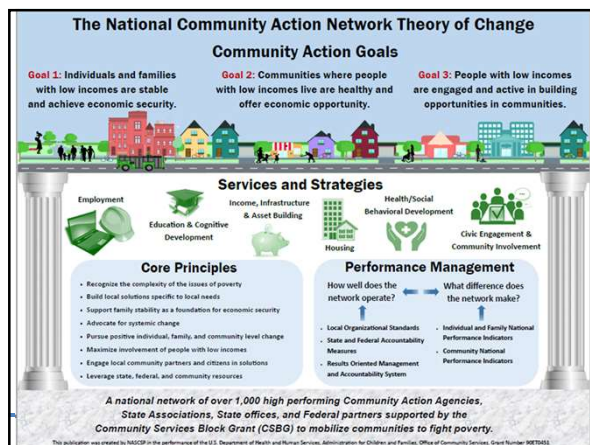 The National Community Action Network Theory of Change
Community Action Goals
Goal 1: Individuals and families
with low incomes are stable
and achieve economic security.
Goal 2: Communities where people
with low incomes live are healthy
and offer economic opportunity.
Goal 3: People with low incomes
are engaged and active in building
opportunities in communities.
Services and Strategies
Employment
Education & Cognitive
Development
Income, Infrastructure
& Asset Building
Housing
Health/Social
Behavioral Development
Civic Engagement &
Community Involvement
Core Principles
• Recognize the complexity of the issues of poverty
• Build local solutions specific to local needs
• Support family stability as a foundation for economic security
• Advocate for systemic change
• Pursue positive individual, family, and community level change
• Maximize involvement of people with low incomes
• Engage local community partners and citizens in solutions
• Leverage state, federal, and community resources
Performance Management
How well does the
network operate?
What difference does
the network make?
• Local Organizational Standards
• State and Federal Accountability
Measures
• Results Oriented Management
and Accountability System
• Individual and Family National
Performance Indicators
• Community National
Performance Indicators
A national network of over 1,000 high performing Community Action Agencies,
State Associations, State offices, and Federal partners supported by the
Community Services Block Grant (CSBG) to mobilize communities to fight poverty.
This publication was created by NASCSP in the performance of the U.S. Department of Health and Human Services, Administration for Children and Families, Office of Community Services, Grant Number 90ET0451